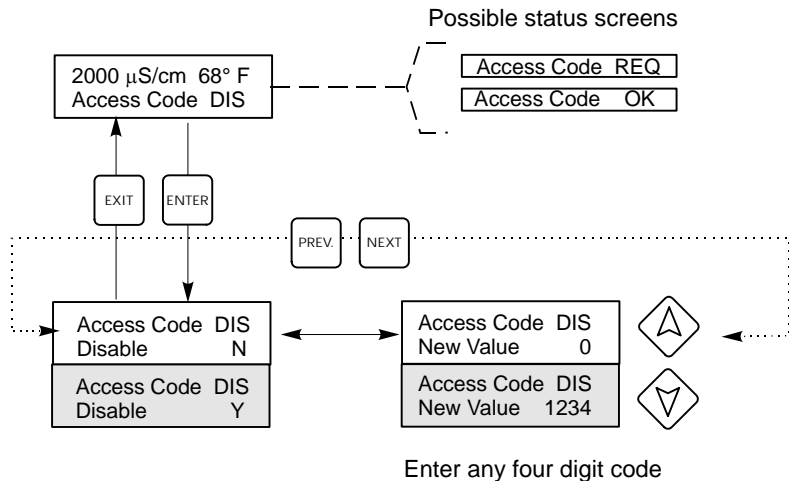 Possible status screens
2000 µS/cm 68° F
Access Code DIS
Access Code REQ
Access Code OK
EXIT
ENTER
PREV.
NEXT
Access Code DIS
Disable N
Access Code DIS
Disable Y
Access Code DIS
New Value 0
Access Code DIS
New Value 1234
Enter any four digit code